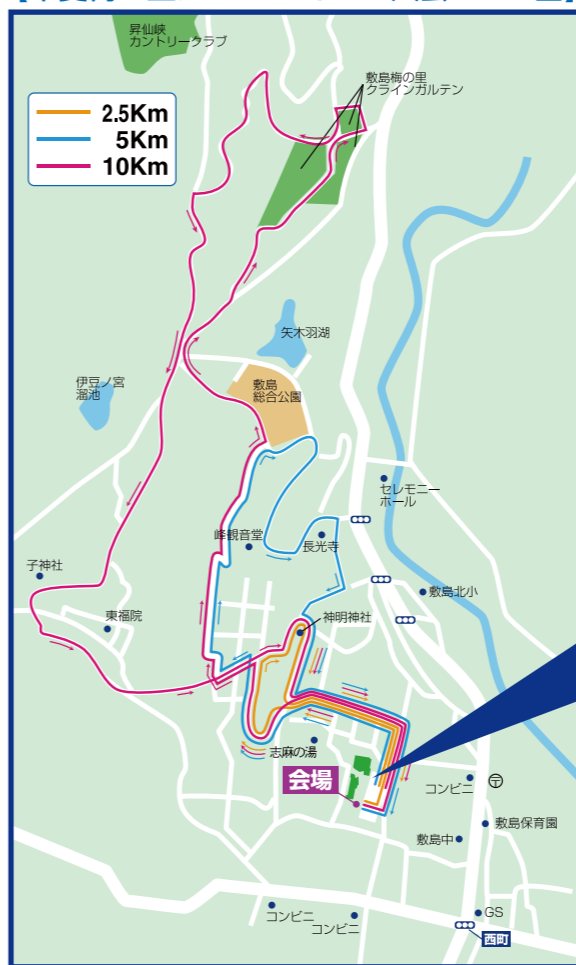 昇仙峡
カントリークラブ
敷島梅の里
クラインガルテン
2.5Km
5Km
10Km
矢木羽湖
伊豆ノ宮
溜池
敷島
総合公園
セレモニー
ホール
峰観音堂
長光寺
子神社
敷島北小
東福院
神明神社
志麻の湯
会場
コンビニ
〒
敷島保育園
敷島中
コンビニ
コンビニ
GS
西町